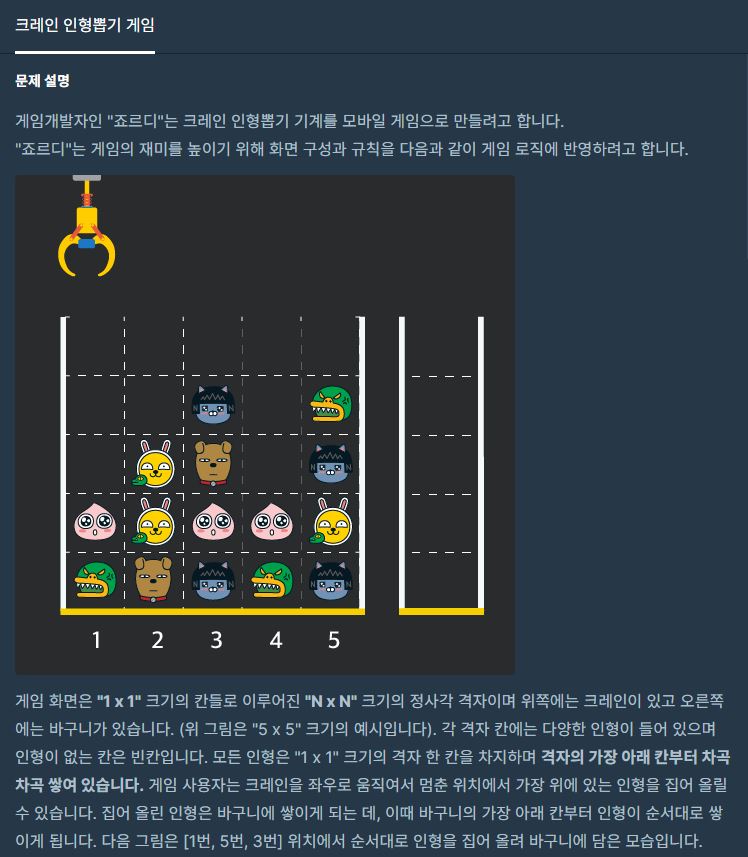 크레인 인형뽑기 게임
문제 설명
게임개발자인 "죠르디"는 크레인 인형뽑기 기계를 모바일 게임으로 만들려고 합니다.
"죠르디"는 게임의 재미를 높이기 위해 화면 구성과 규칙을 다음과 같이 게임 로직에 반영하려고 합니다.
1 2 3 4 5
게임 화면은 "1 x 1" 크기의 칸들로 이루어진 "N x N" 크기의 정사각 격자이며 위쪽에는 크레인이 있고 오른쪽
에는 바구니가 있습니다. (위 그림은 "5 x 5" 크기의 예시입니다). 각 격자 칸에는 다양한 인형이 들어 있으며
인형이 없는 칸은 빈칸입니다. 모든 인형은 "1 x 1" 크기의 격자 한 칸을 차지하며 격자의 가장 아래 칸부터 차곡
차곡 쌓여 있습니다. 게임 사용자는 크레인을 좌우로 움직여서 멈춘 위치에서 가장 위에 있는 인형을 집어 올릴
수 있습니다. 집어 올린 인형은 바구니에 쌓이게 되는 데, 이때 바구니의 가장 아래 칸부터 인형이 순서대로 쌓
이게 됩니다. 다음 그림은 [1번, 5번, 3번] 위치에서 순서대로 인형을 집어 올려 바구니에 담은 모습입니다.